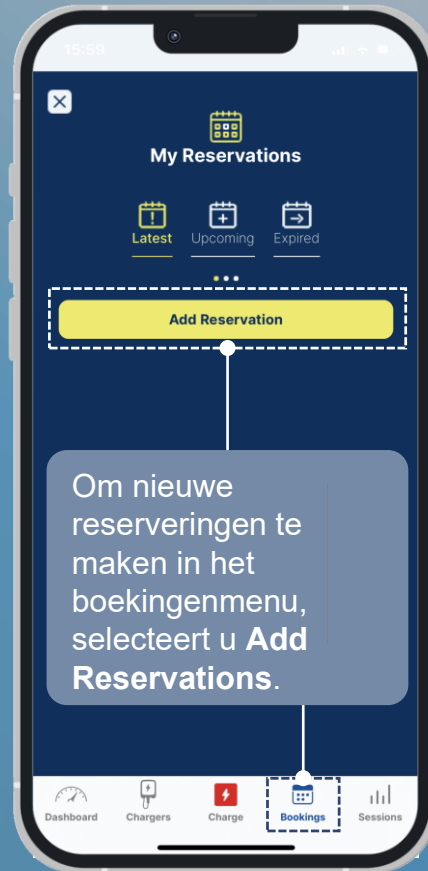 15:59
My Reservations
Latest Upcoming Expired
Add Reservation
Om nieuwe
reserveringen te
maken in het
boekingenmenu,
selecteert u Add
Reservations.
Dashboard Chargers Charge Bookings Sessions